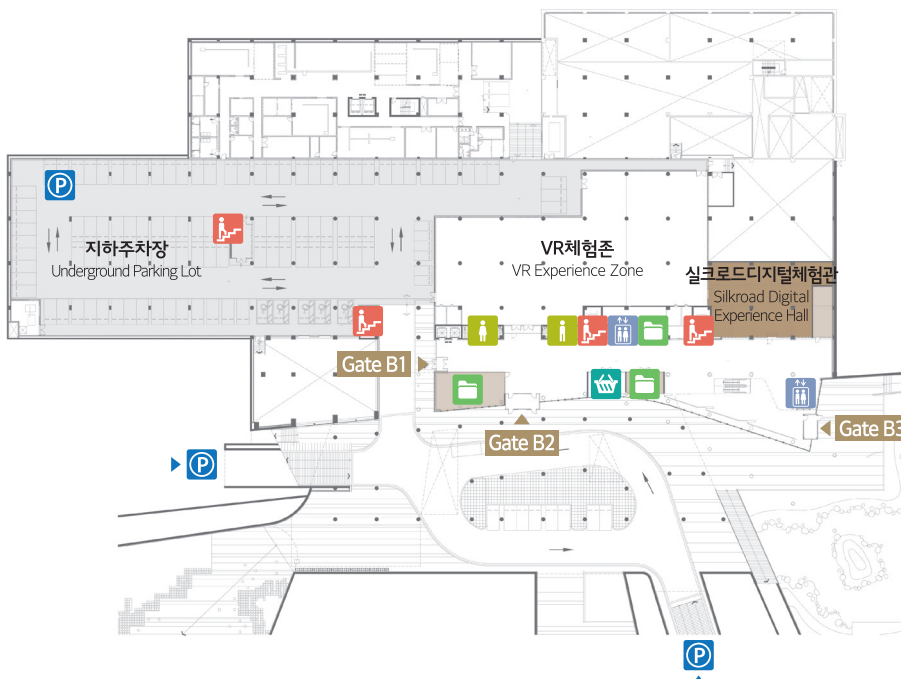 P
지하주차장
Underground Parking Lot
VR체험존
VR Experience Zone
실크로드디지털체험관
Silkroad Digital
Experience Hall
Gate B1
Gate B2
Gate B3
P
P